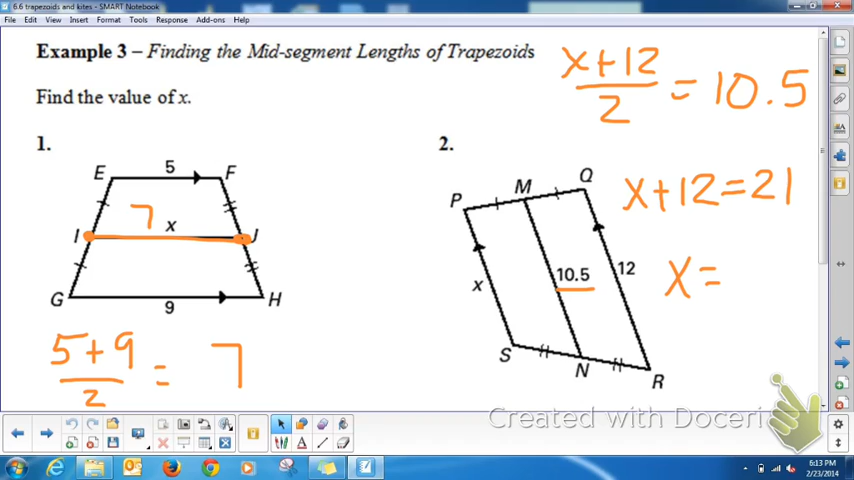 6.6 trapezoids and kites - SMART Notebook
File Edit View Insert Format Tools Response Add-ons Help
Example 3 – Finding the Mid-segment Lengths of Trapezoids
Find the value of x.
x+12
2
= 10.5
1.
E 5 F
7
I x J
G 9 H
5+9
2
= 7
2.
P M Q
x 10.5 12
S N R
x+12=21
x=
Created with Doceri
6:13 PM
2/23/2014